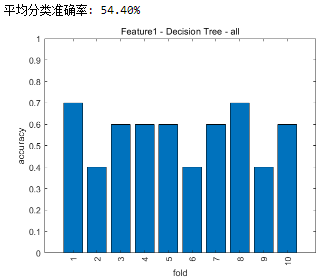 平均分类准确率: 54.40%
Feature1 - Decision Tree - all
1
0.9
0.8
0.7
0.6
0.5
0.4
0.3
0.2
0.1
0
accuracy
1 2 3 4 5 6 7 8 9 10
fold